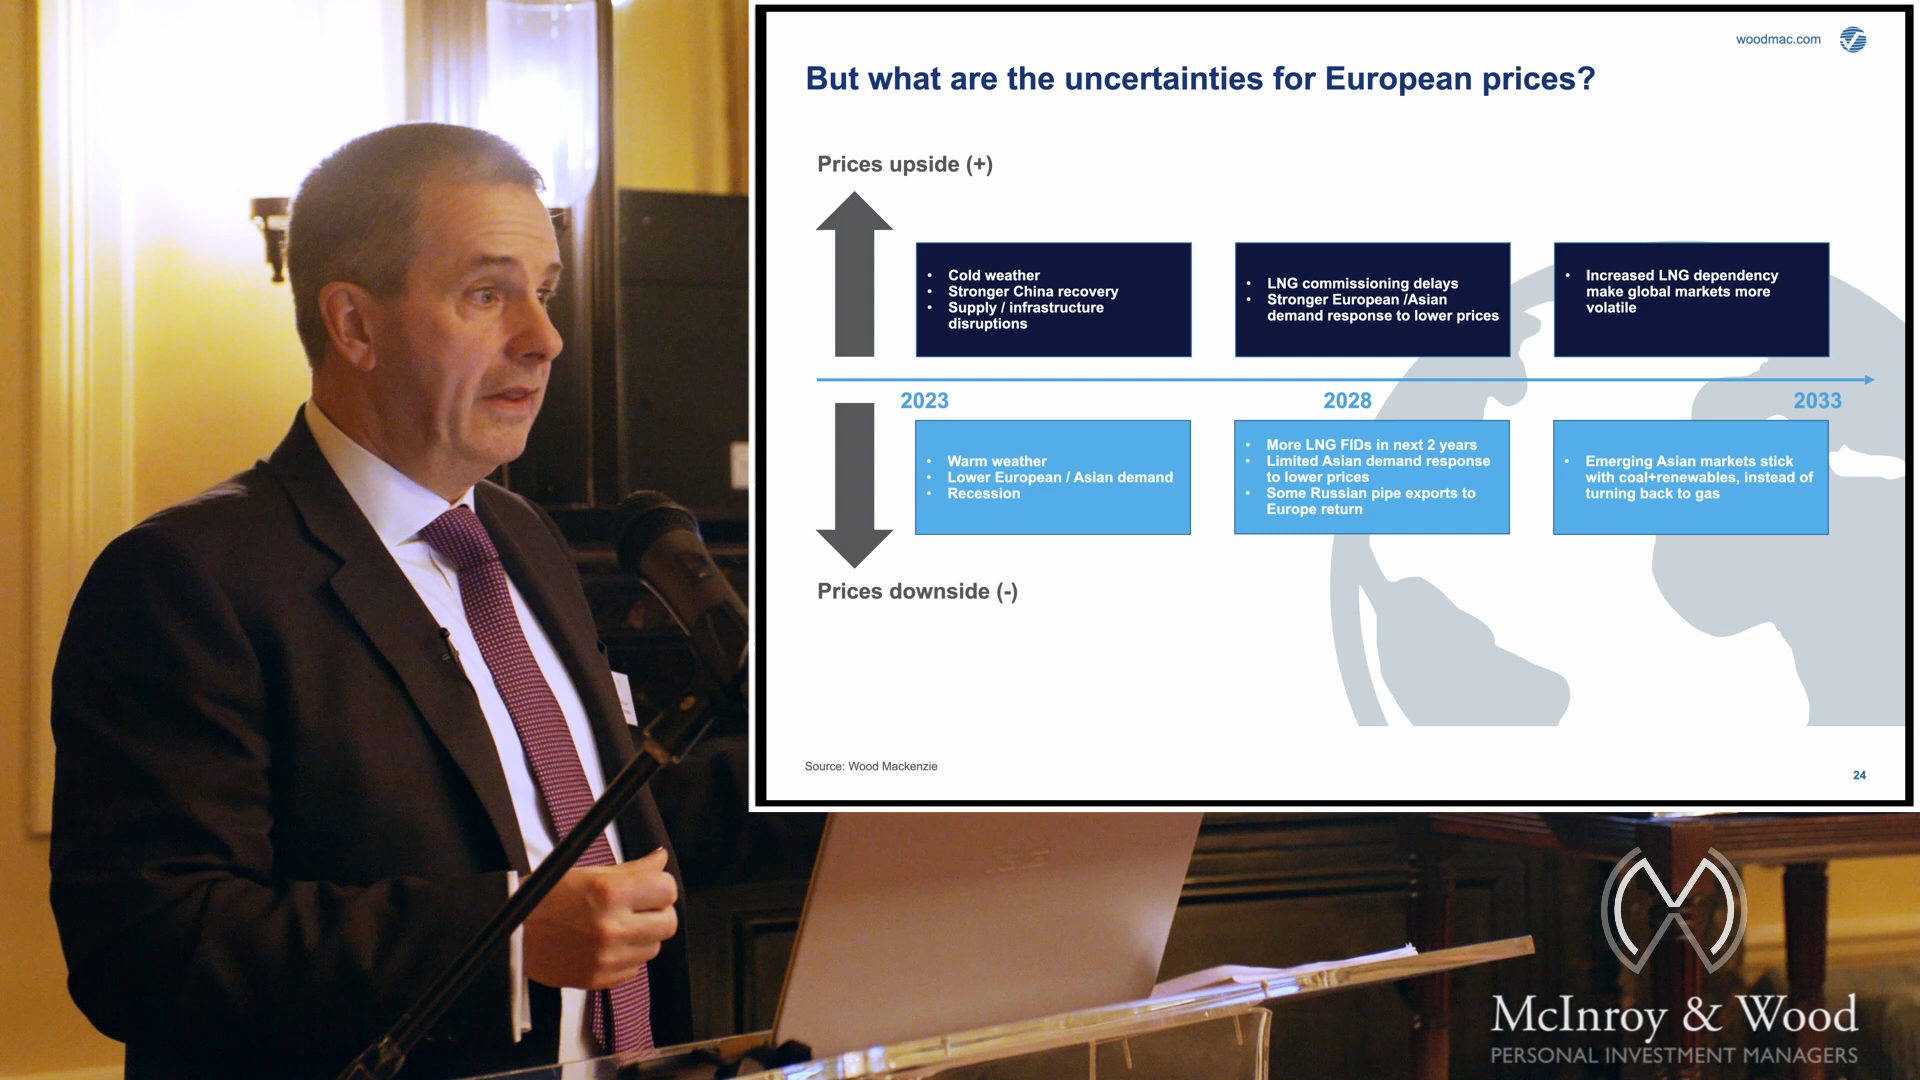 woodmac.com
But what are the uncertainties for European prices?
Prices upside (+)
• Cold weather
• Stronger China recovery
• Supply / infrastructure
disruptions
• LNG commissioning delays
• Stronger European /Asian
demand response to lower prices
• Increased LNG dependency
make global markets more
volatile
2023
2028
2033
• Warm weather
• Lower European / Asian demand
• Recession
• More LNG FIDs in next 2 years
• Limited Asian demand response
to lower prices
• Some Russian pipe exports to
Europe return
• Emerging Asian markets stick
with coal+renewables, instead of
turning back to gas
Prices downside (-)
Source: Wood Mackenzie
24
McInroy & Wood
PERSONAL INVESTMENT MANAGERS